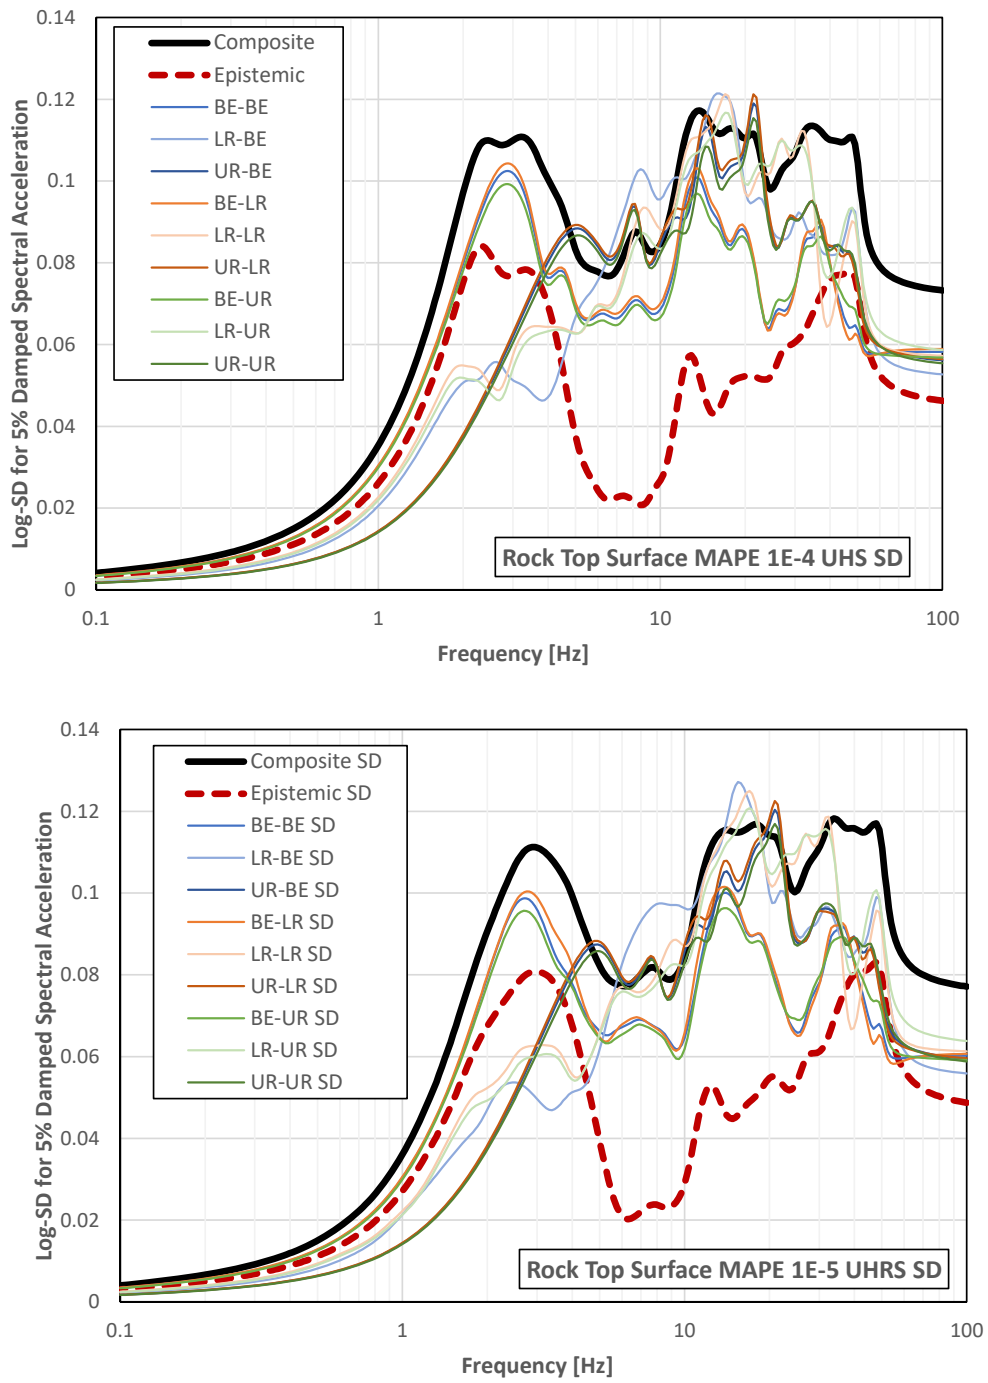 0.14
0.12
0.1
0.08
0.06
0.04
0.02
0
Log-SD for 5% Damped Spectral Acceleration
Composite
Epistemic
BE-BE
LR-BE
UR-BE
BE-LR
LR-LR
UR-LR
BE-UR
LR-UR
UR-UR
Rock Top Surface MAPE 1E-4 UHS SD
0.1
1
10
100
Frequency [Hz]
0.14
0.12
0.1
0.08
0.06
0.04
0.02
0
Log-SD for 5% Damped Spectral Acceleration
Composite SD
Epistemic SD
BE-BE SD
LR-BE SD
UR-BE SD
BE-LR SD
LR-LR SD
UR-LR SD
BE-UR SD
LR-UR SD
UR-UR SD
Rock Top Surface MAPE 1E-5 UHRS SD
0.1
1
10
100
Frequency [Hz]